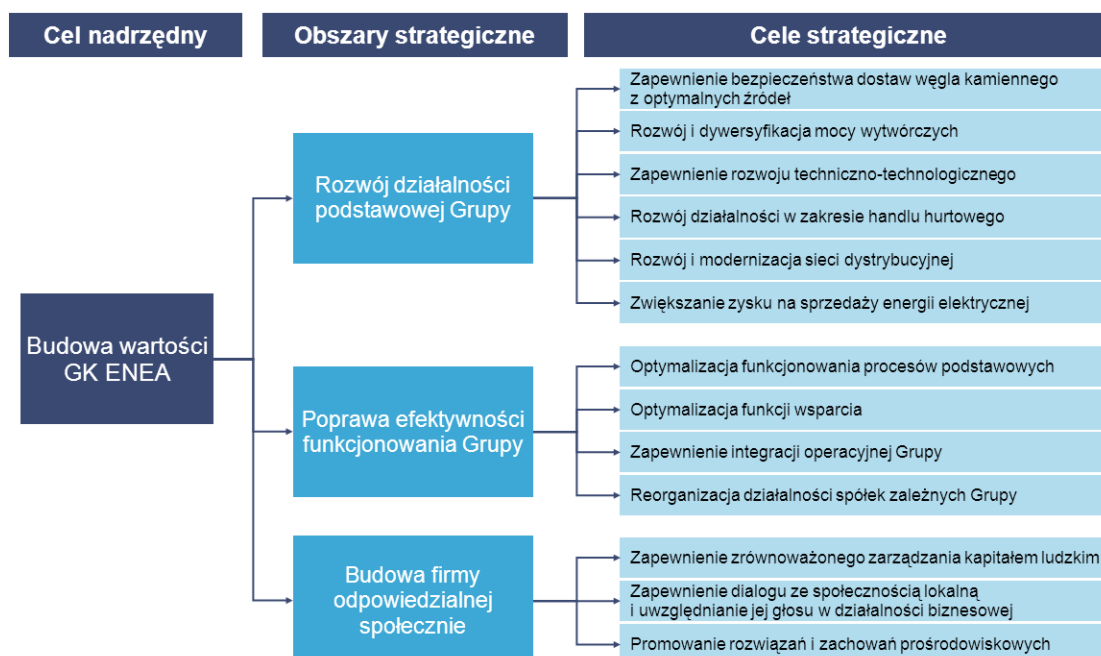 Cel nadrzędny
Obszary strategiczne
Cele strategiczne
Budowa wartości
GK ENEA
Rozwój działalności
podstawowej Grupy
Zapewnienie bezpieczeństwa dostaw węgla kamiennego
z optymalnych źródeł
Rozwój i dywersyfikacja mocy wytwórczych
Zapewnienie rozwoju techniczno-technologicznego
Rozwój działalności w zakresie handlu hurtowego
Rozwój i modernizacja sieci dystrybucyjnej
Zwiększanie zysku na sprzedaży energii elektrycznej
Poprawa efektywności
funkcjonowania Grupy
Optymalizacja funkcjonowania procesów podstawowych
Optymalizacja funkcji wsparcia
Zapewnienie integracji operacyjnej Grupy
Reorganizacja działalności spółek zależnych Grupy
Budowa firmy
odpowiedzialnej
społecznie
Zapewnienie zrównoważonego zarządzania kapitałem ludzkim
Zapewnienie dialogu ze społecznością lokalną
i uwzględnianie jej głosu w działalności biznesowej
Promowanie rozwiązań i zachowań prośrodowiskowych